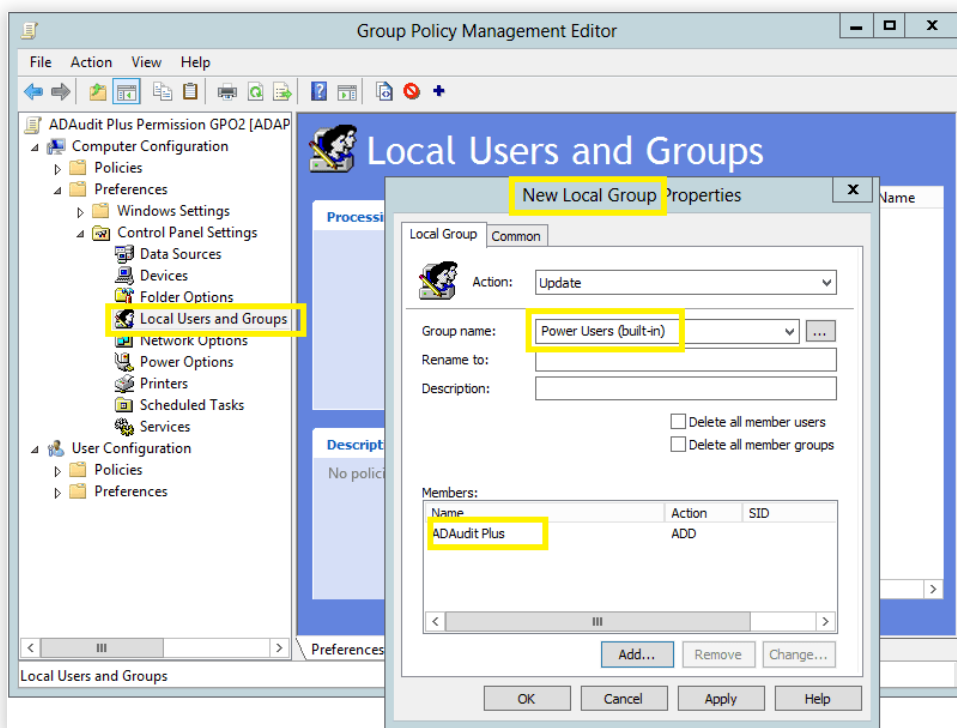 Group Policy Management Editor
File Action View Help
ADAudit Plus Permission GPO2 [ADAP
Computer Configuration
Policies
Preferences
Windows Settings
Control Panel Settings
Data Sources
Devices
Folder Options
Local Users and Groups
Network Options
Power Options
Printers
Scheduled Tasks
Services
User Configuration
Policies
Preferences
Local Users and Groups
Processi
Name
Descript
No polici
Preferences
New Local Group Properties
Local Group Common
Action: Update
Group name: Power Users (built-in) ...
Rename to:
Description:
Delete all member users
Delete all member groups
Members:
Name Action SID
ADAudit Plus ADD
Add... Remove Change...
OK Cancel Apply Help
Local Users and Groups